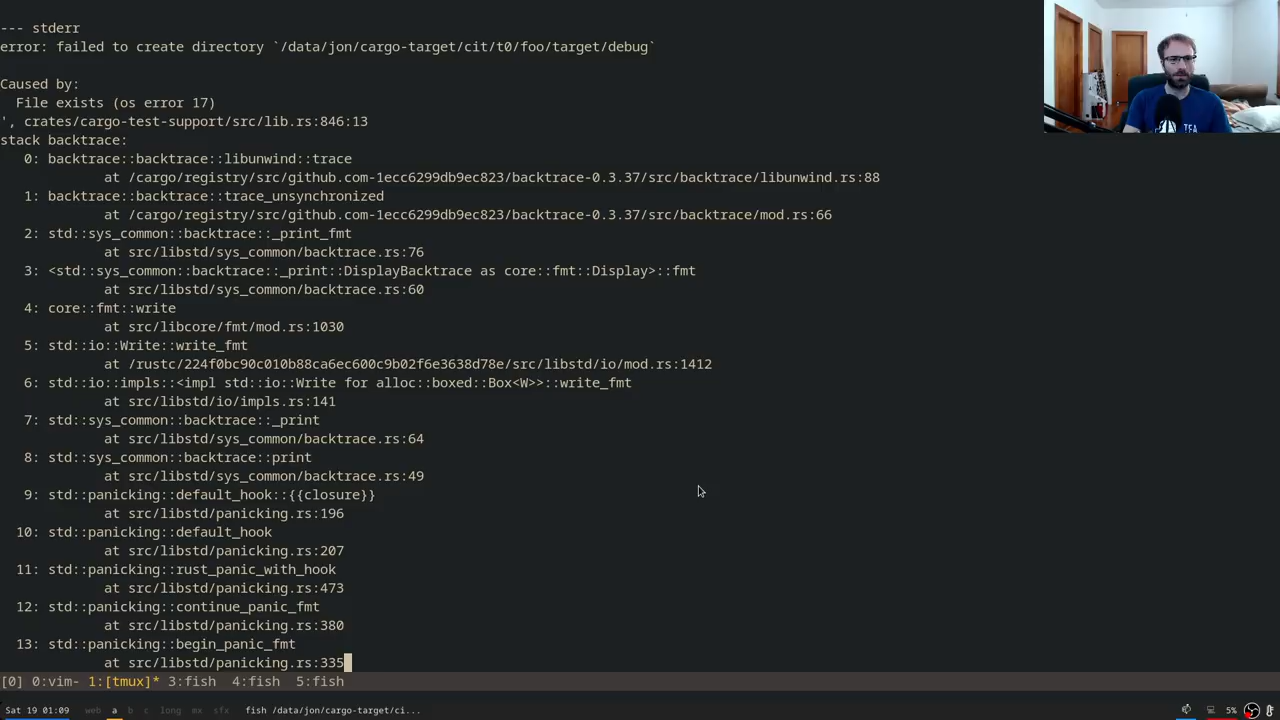 --- stderr
error: failed to create directory `/data/jon/cargo-target/cit/t0/foo/target/debug`
Caused by:
File exists (os error 17)
', crates/cargo-test-support/src/lib.rs:846:13
stack backtrace:
0: backtrace::backtrace::libunwind::trace
at /cargo/registry/src/github.com-1ecc6299db9ec823/backtrace-0.3.37/src/backtrace/libunwind.rs:88
1: backtrace::backtrace::trace_unsynchronized
at /cargo/registry/src/github.com-1ecc6299db9ec823/backtrace-0.3.37/src/backtrace/mod.rs:66
2: std::sys_common::backtrace::_print_fmt
at src/libstd/sys_common/backtrace.rs:76
3: <std::sys_common::backtrace::_print::DisplayBacktrace as core::fmt::Display>::fmt
at src/libstd/sys_common/backtrace.rs:60
4: core::fmt::write
at src/libcore/fmt/mod.rs:1030
5: std::io::Write::write_fmt
at /rustc/224f0bc90c010b88ca6ec600c9b02f6e3638d78e/src/libstd/io/mod.rs:1412
6: std::io::impls::<impl std::io::Write for alloc::boxed::Box<W>>::write_fmt
at src/libstd/io/impls.rs:141
7: std::sys_common::backtrace::_print
at src/libstd/sys_common/backtrace.rs:64
8: std::sys_common::backtrace::print
at src/libstd/sys_common/backtrace.rs:49
9: std::panicking::default_hook::{{closure}}
at src/libstd/panicking.rs:196
10: std::panicking::default_hook
at src/libstd/panicking.rs:207
11: std::panicking::rust_panic_with_hook
at src/libstd/panicking.rs:473
12: std::panicking::continue_panic_fmt
at src/libstd/panicking.rs:380
13: std::panicking::begin_panic_fmt
at src/libstd/panicking.rs:335
[0] 0:vim- 1:[tmux]* 3:fish 4:fish 5:fish
Sat 19 01:09 web a b c long mx sfx fish /data/jon/cargo-target/ci... 5%
TEA